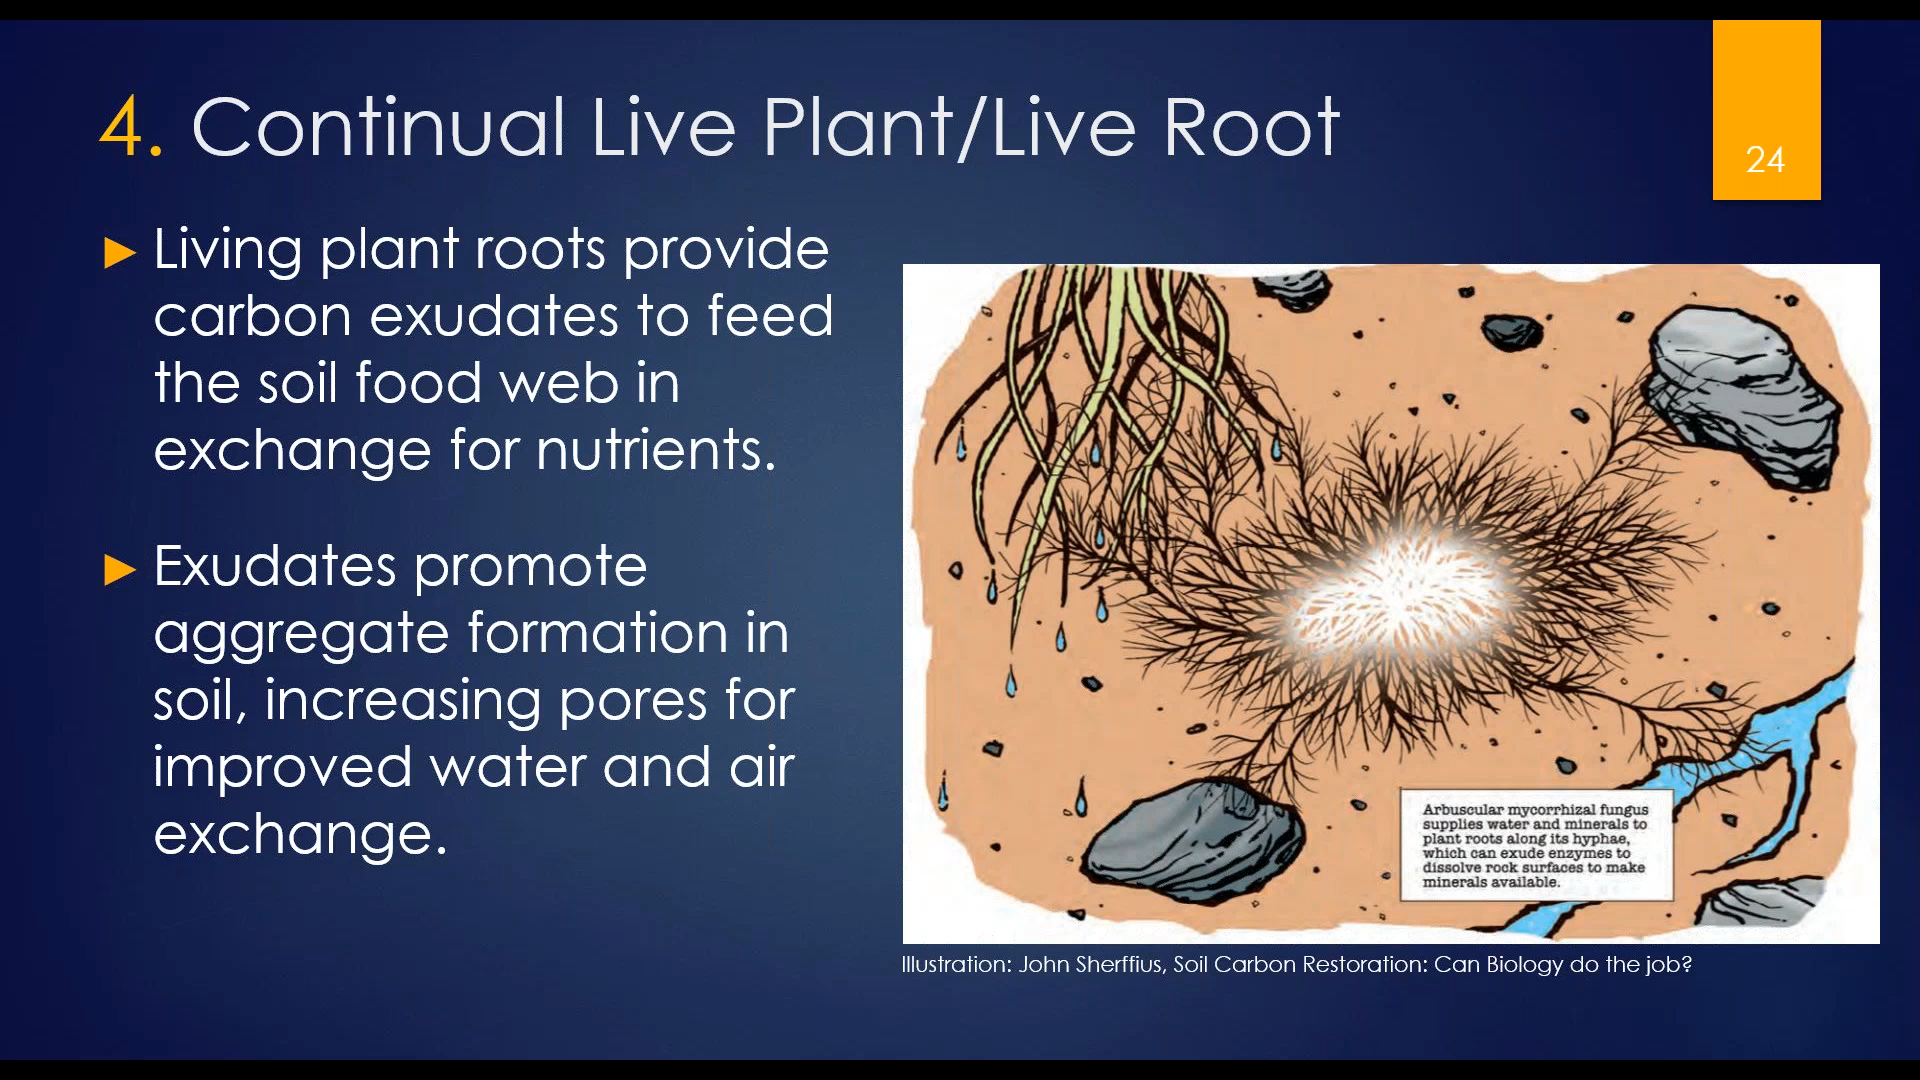 4. Continual Live Plant/Live Root
24
Living plant roots provide
carbon exudates to feed
the soil food web in
exchange for nutrients.
Exudates promote
aggregate formation in
soil, increasing pores for
improved water and air
exchange.
Arbuscular mycorrhizal fungus
supplies water and minerals to
plant roots along its hyphae,
which can exude enzymes to
dissolve rock surfaces to make
minerals available.
Illustration: John Sherffius, Soil Carbon Restoration: Can Biology do the job?